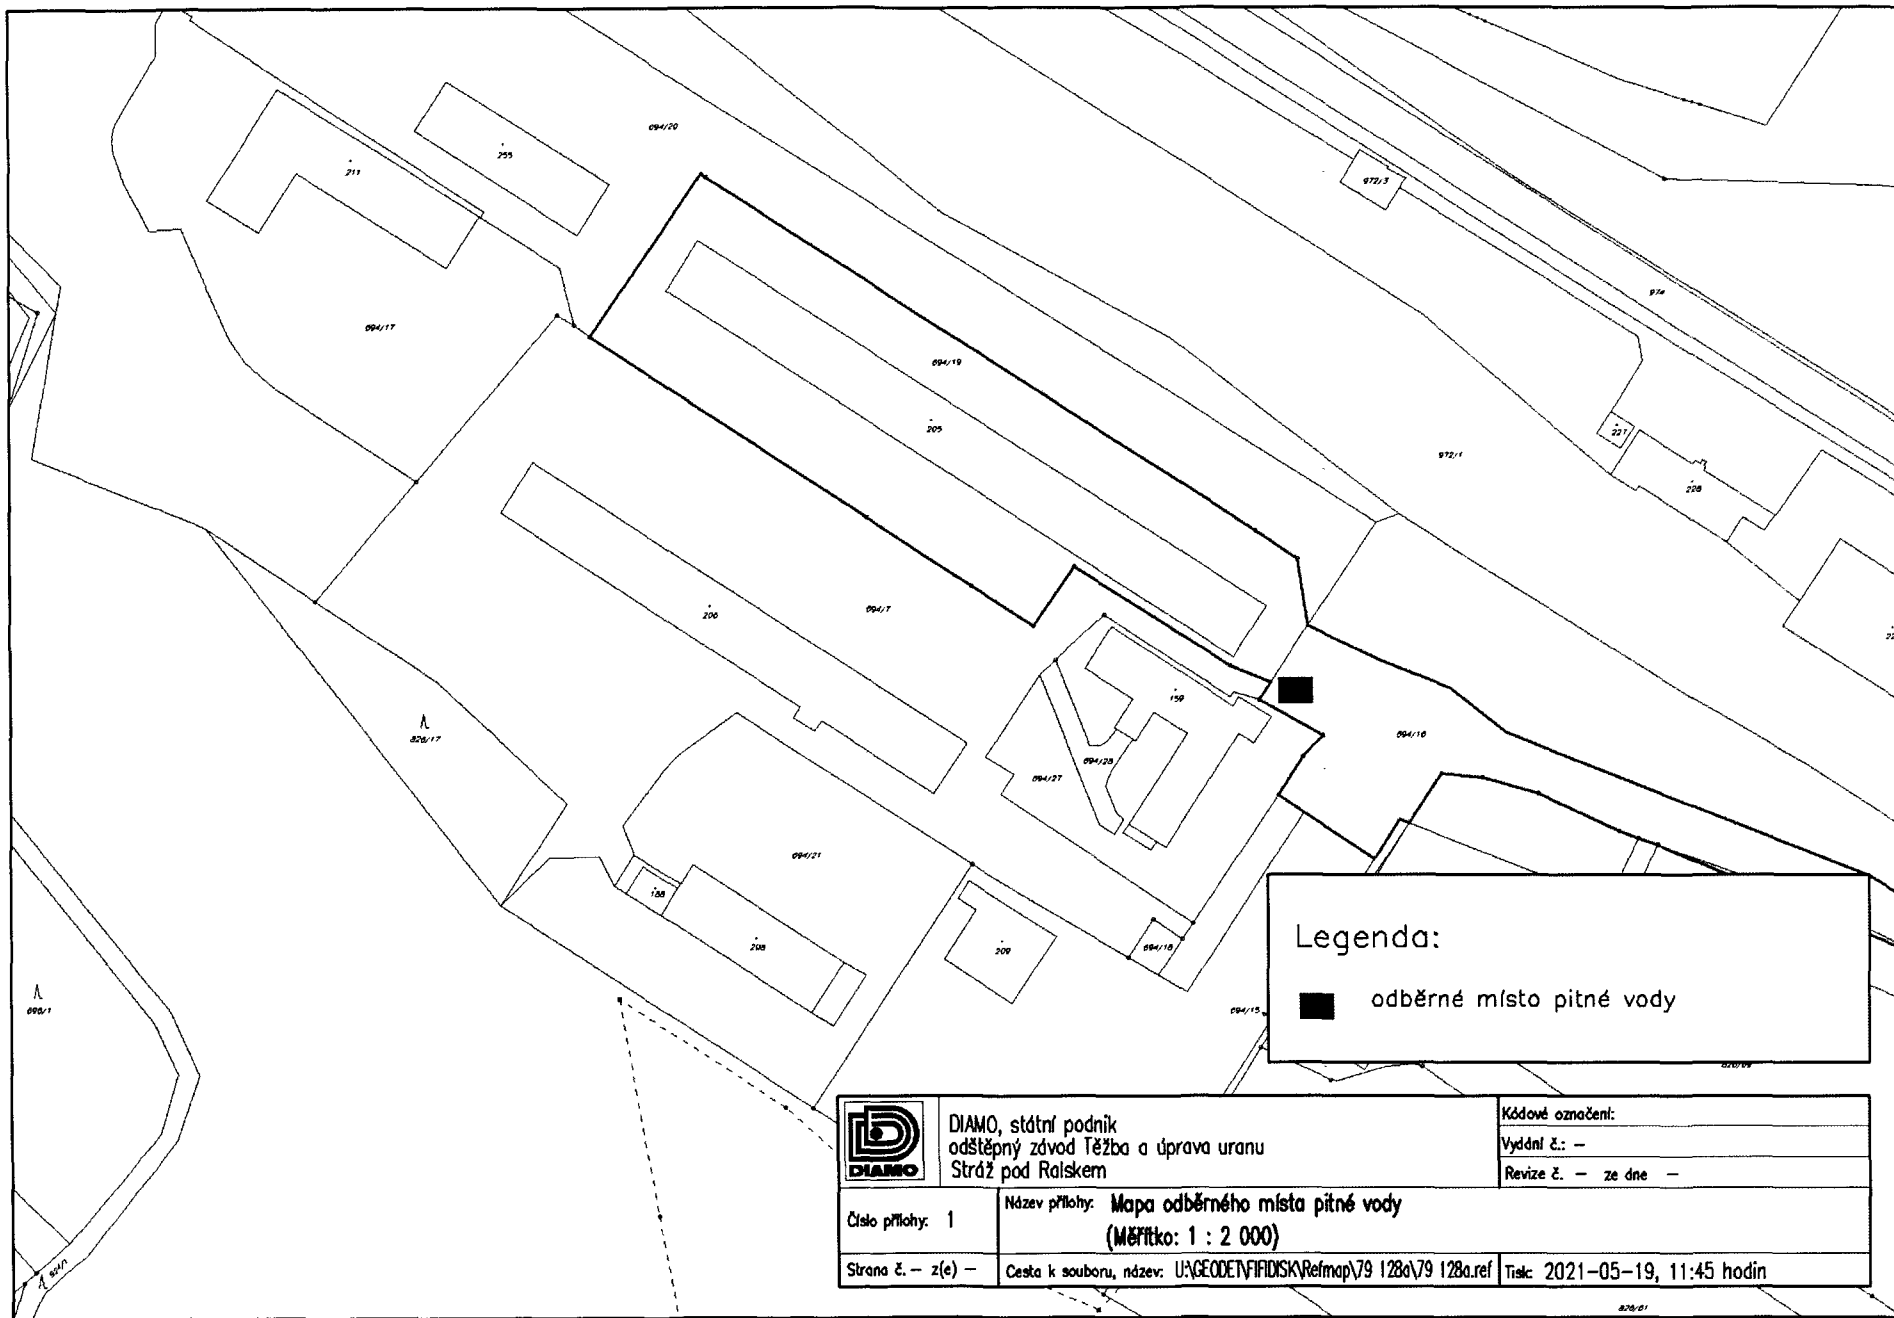 694/20
255
211
972/3
974
694/17
694/19
205
227
972/1
228
206
694/7
159
826/17
694/16
694/28
694/27
694/21
188
298
209
694/18
696/1
694/15
Legenda:
odběrné místo pitné vody
DIAMO
DIAMO, státní podnik
odštěpný závod Těžba a úprava uranu
Stráž pod Ralskem
Kódové označení:
Vydání č.: –
Revize č. – ze dne –
Číslo přílohy: 1
Název přílohy: Mapa odběrného místa pitné vody
(Měřítko: 1 : 2 000)
Strana č. – z(e) –
Cesta k souboru, název: U:\GEODET\FIFIDISK\Refmap\79 128a\79 128a.ref
Tisk: 2021-05-19, 11:45 hodin
826/61